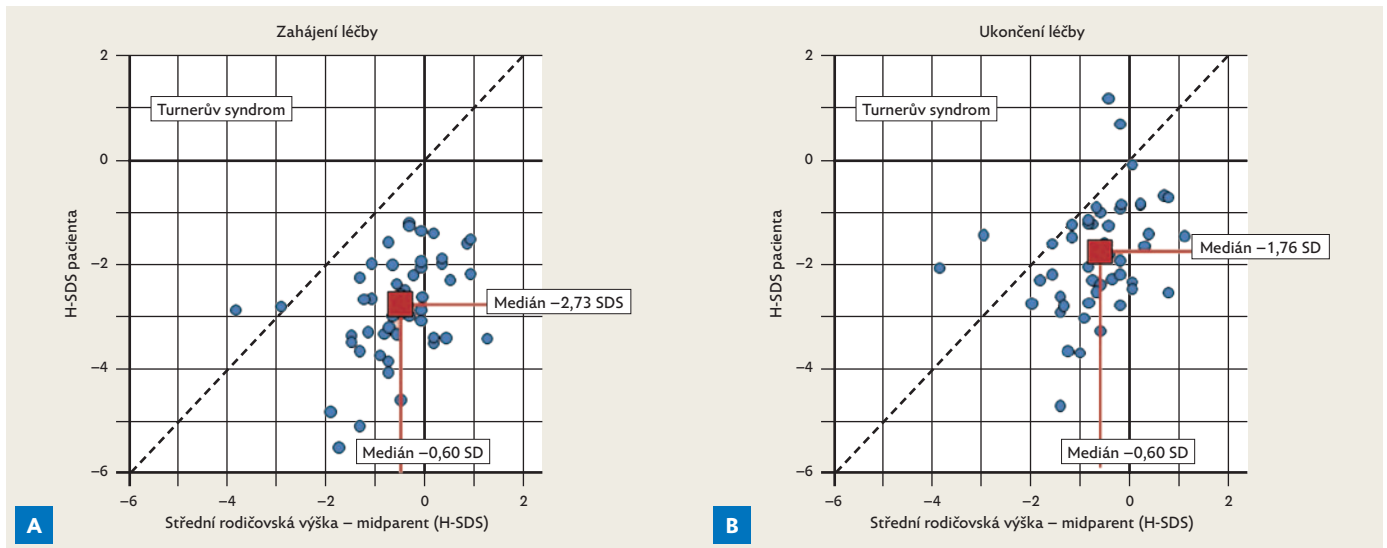 Zahájení léčby
2
0
−2
−4
−6
H-SDS pacienta
Turnerův syndrom
Medián −2,73 SDS
Medián −0,60 SD
−6
−4
−2
0
2
Střední rodičovská výška – midparent (H-SDS)
A
Ukončení léčby
2
0
−2
−4
−6
H-SDS pacienta
Turnerův syndrom
Medián −1,76 SD
Medián −0,60 SD
−6
−4
−2
0
2
Střední rodičovská výška – midparent (H-SDS)
B